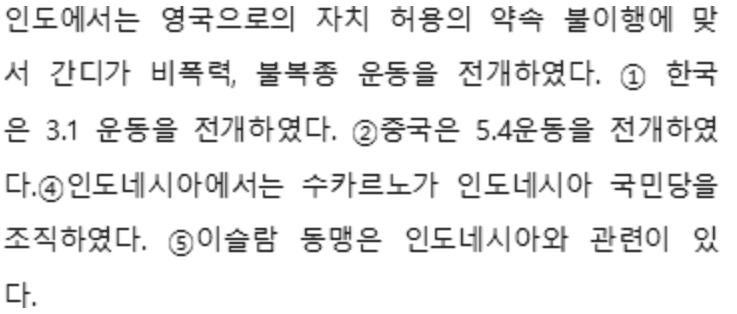 인도에서는 영국으로의 자치 허용의 약속 불이행에 맞
서 간디가 비폭력, 불복종 운동을 전개하였다. ① 한국
은 3.1 운동을 전개하였다. ②중국은 5.4운동을 전개하였
다.④인도네시아에서는 수카르노가 인도네시아 국민당을
조직하였다. ⑤이슬람 동맹은 인도네시아와 관련이 있
다.